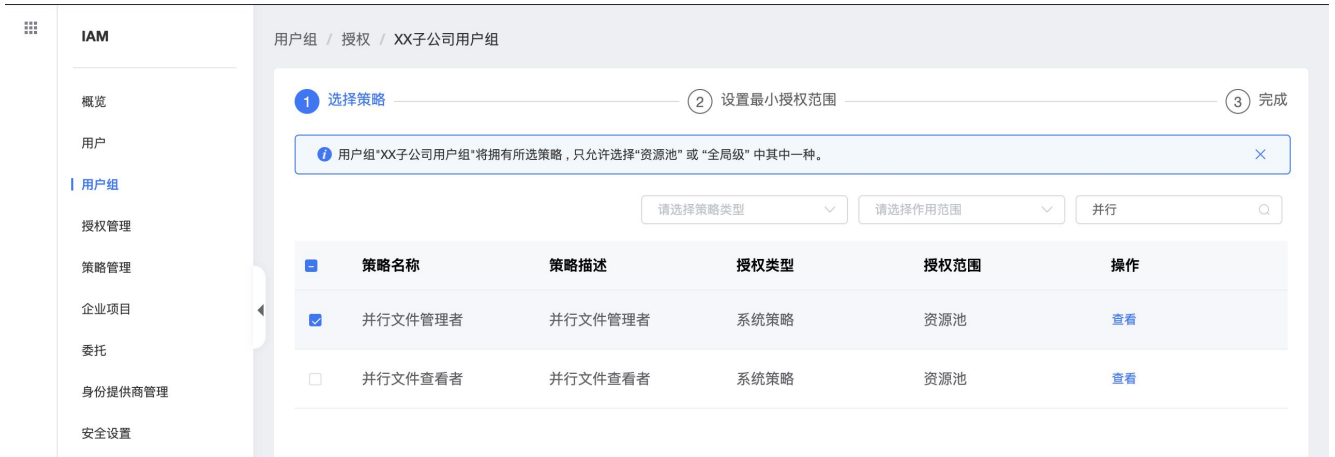 IAM
概览
用户
用户组
授权管理
策略管理
企业项目
委托
身份提供商管理
安全设置
用户组 / 授权 / XX子公司用户组
1 选择策略 2 设置最小授权范围 3 完成
用户组"XX子公司用户组"将拥有所选策略，只允许选择“资源池” 或 “全局级” 中其中一种。
请选择策略类型 请选择作用范围 并行
策略名称 策略描述 授权类型 授权范围 操作
并行文件管理者 并行文件管理者 系统策略 资源池 查看
并行文件查看者 并行文件查看者 系统策略 资源池 查看